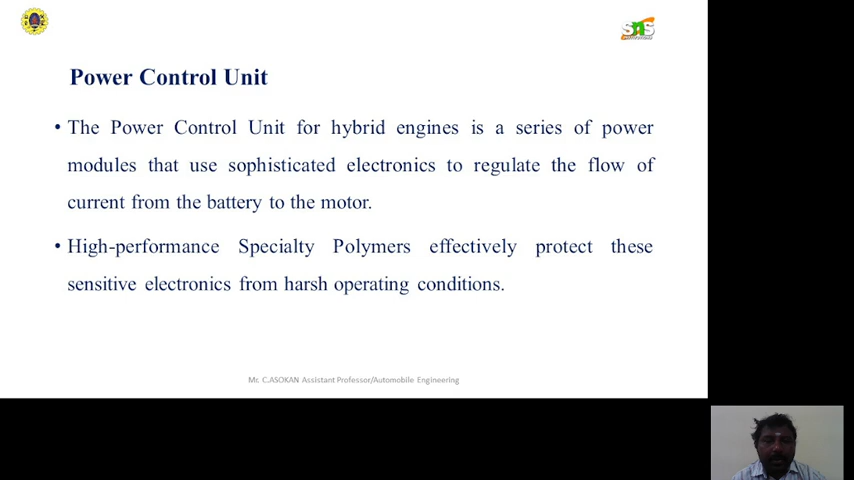 SNS
Power Control Unit
• The Power Control Unit for hybrid engines is a series of power
modules that use sophisticated electronics to regulate the flow of
current from the battery to the motor.
• High-performance Specialty Polymers effectively protect these
sensitive electronics from harsh operating conditions.
Mr. C.ASOKAN Assistant Professor/Automobile Engineering